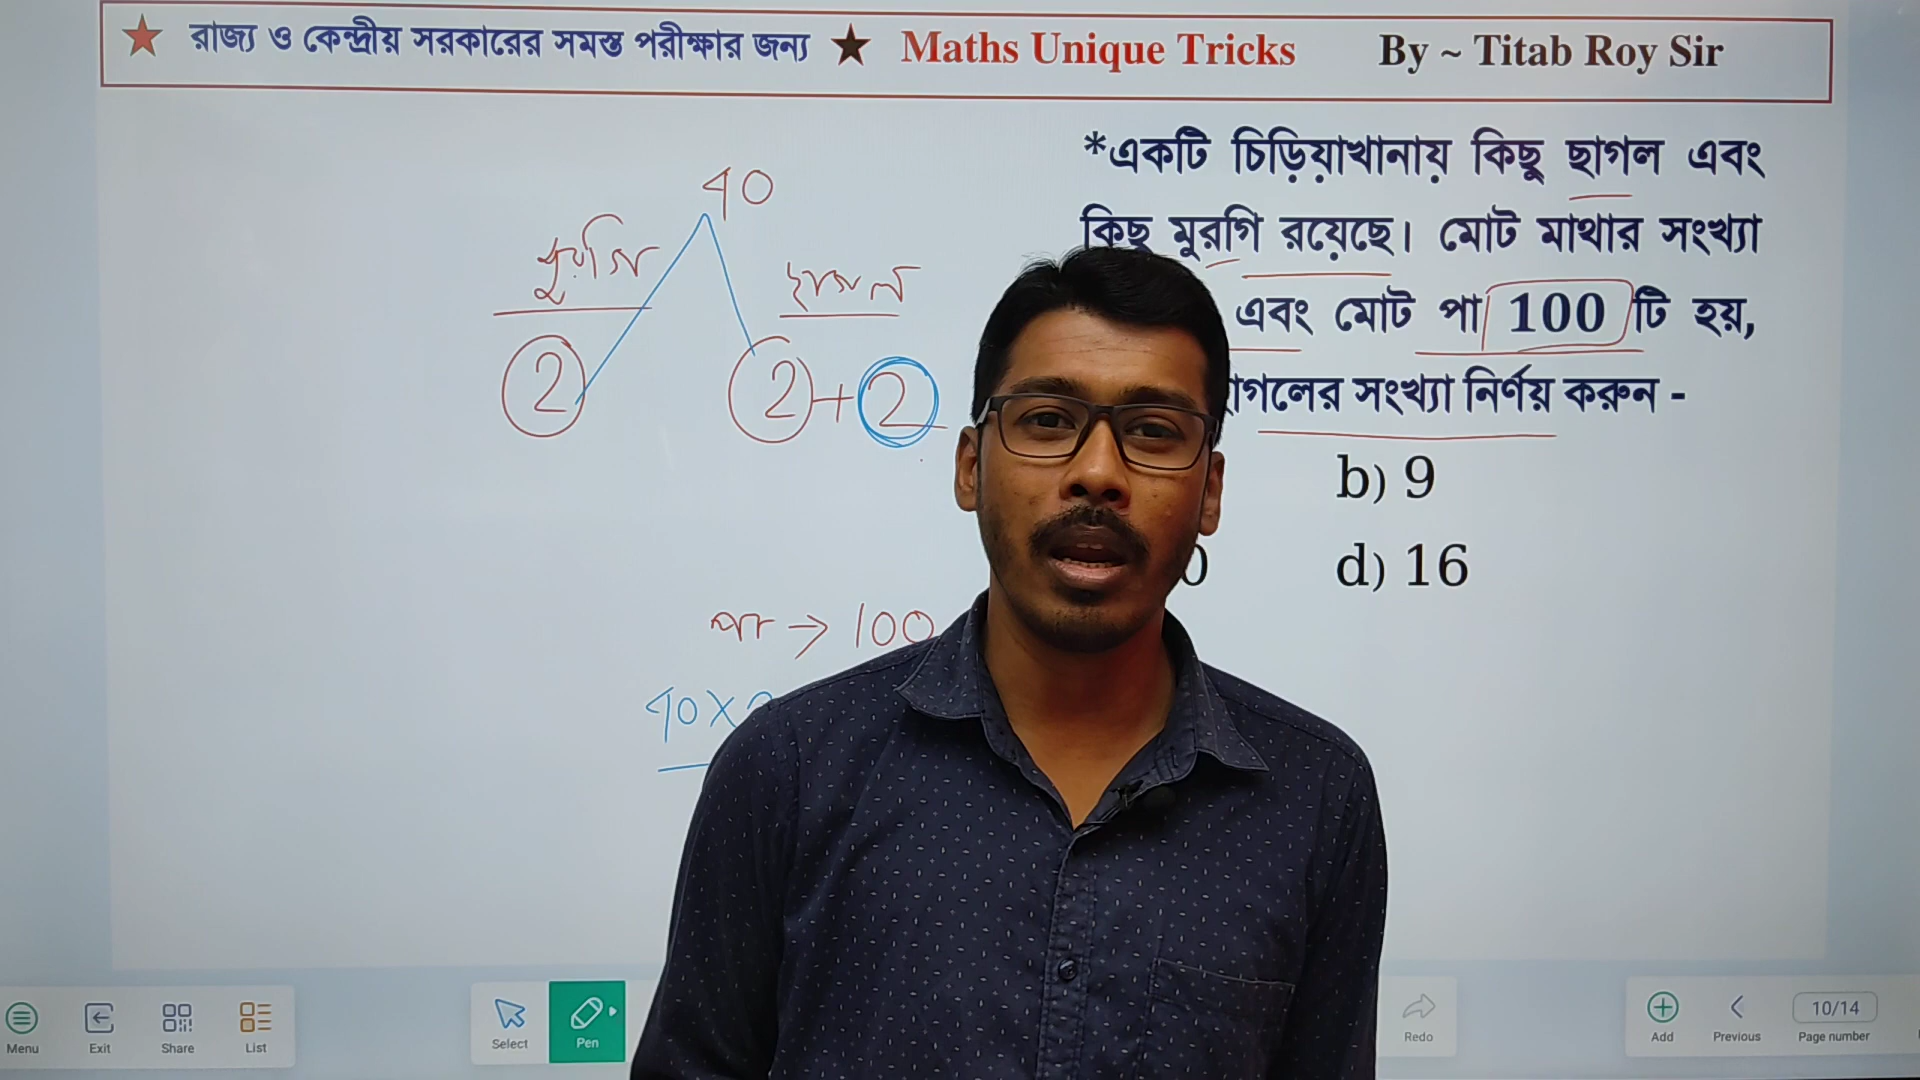 ★ রাজ্য ও কেন্দ্রীয় সরকারের সমস্ত পরীক্ষার জন্য ★ Maths Unique Tricks By ~ Titab Roy Sir
*একটি চিড়িয়াখানায় কিছু ছাগল এবং
কিছু মুরগি রয়েছে। মোট মাথার সংখ্যা
এবং মোট পা 100 টি হয়,
গলের সংখ্যা নির্ণয় করুন -
b) 9
0 d) 16
40
মুরগি ছাগল
2 2+2
পা → 100
40×
Menu Exit Share List Select Pen Redo Add Previous 10/14 Page number